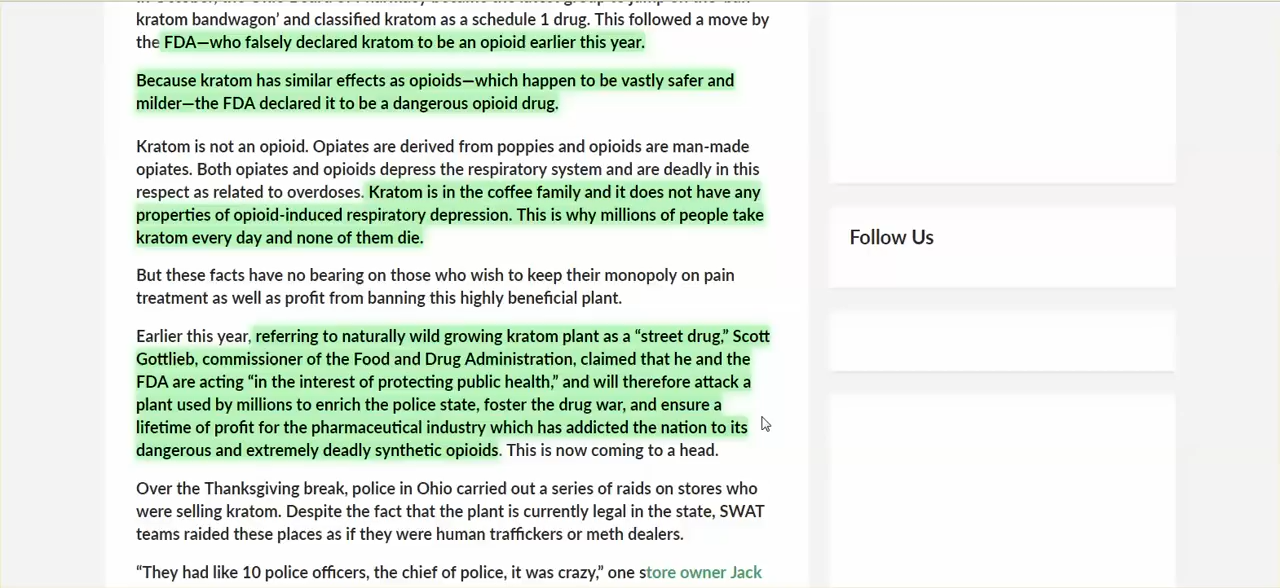 kratom bandwagon’ and classified kratom as a schedule 1 drug. This followed a move by
the FDA—who falsely declared kratom to be an opioid earlier this year.
Because kratom has similar effects as opioids—which happen to be vastly safer and
milder—the FDA declared it to be a dangerous opioid drug.
Kratom is not an opioid. Opiates are derived from poppies and opioids are man-made
opiates. Both opiates and opioids depress the respiratory system and are deadly in this
respect as related to overdoses. Kratom is in the coffee family and it does not have any
properties of opioid-induced respiratory depression. This is why millions of people take
kratom every day and none of them die.
But these facts have no bearing on those who wish to keep their monopoly on pain
treatment as well as profit from banning this highly beneficial plant.
Earlier this year, referring to naturally wild growing kratom plant as a “street drug,” Scott
Gottlieb, commissioner of the Food and Drug Administration, claimed that he and the
FDA are acting “in the interest of protecting public health,” and will therefore attack a
plant used by millions to enrich the police state, foster the drug war, and ensure a
lifetime of profit for the pharmaceutical industry which has addicted the nation to its
dangerous and extremely deadly synthetic opioids. This is now coming to a head.
Over the Thanksgiving break, police in Ohio carried out a series of raids on stores who
were selling kratom. Despite the fact that the plant is currently legal in the state, SWAT
teams raided these places as if they were human traffickers or meth dealers.
“They had like 10 police officers, the chief of police, it was crazy,” one store owner Jack
Follow Us